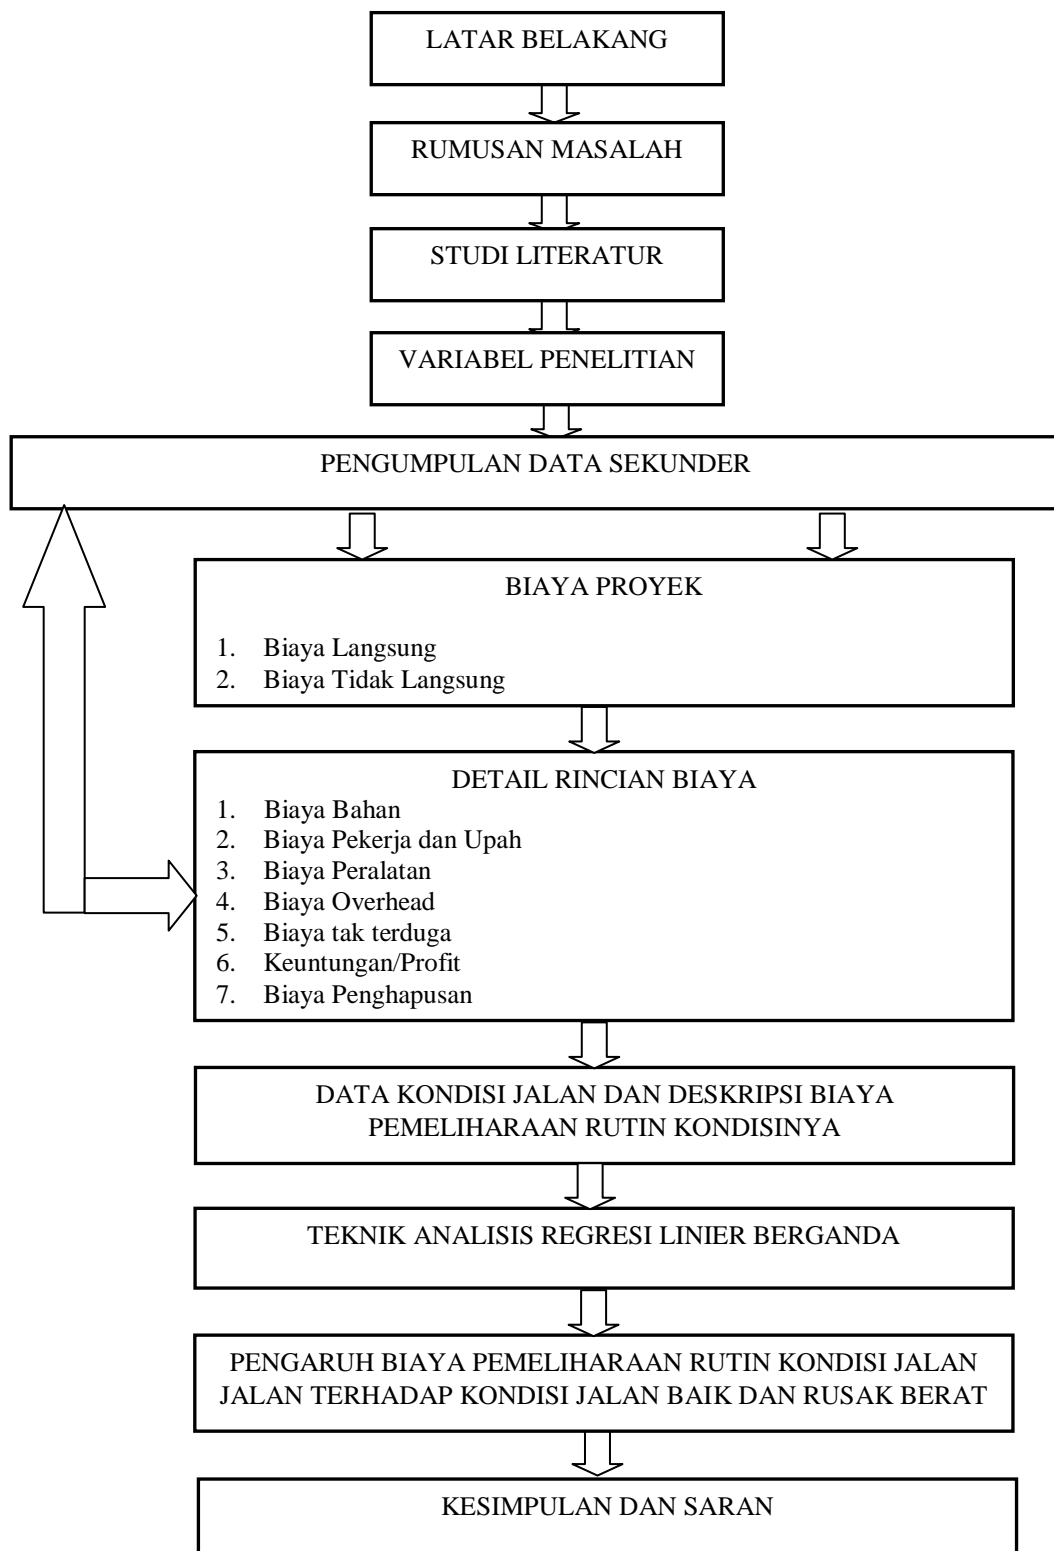 LATAR BELAKANG
RUMUSAN MASALAH
STUDI LITERATUR
VARIABEL PENELITIAN
PENGUMPULAN DATA SEKUNDER
BIAYA PROYEK
1. Biaya Langsung
2. Biaya Tidak Langsung
DETAIL RINCIAN BIAYA
1. Biaya Bahan
2. Biaya Pekerja dan Upah
3. Biaya Peralatan
4. Biaya Overhead
5. Biaya tak terduga
6. Keuntungan/Profit
7. Biaya Penghapusan
DATA KONDISI JALAN DAN DESKRIPSI BIAYA
PEMELIHARAAN RUTIN KONDISINYA
TEKNIK ANALISIS REGRESI LINIER BERGANDA
PENGARUH BIAYA PEMELIHARAAN RUTIN KONDISI JALAN
JALAN TERHADAP KONDISI JALAN BAIK DAN RUSAK BERAT
KESIMPULAN DAN SARAN